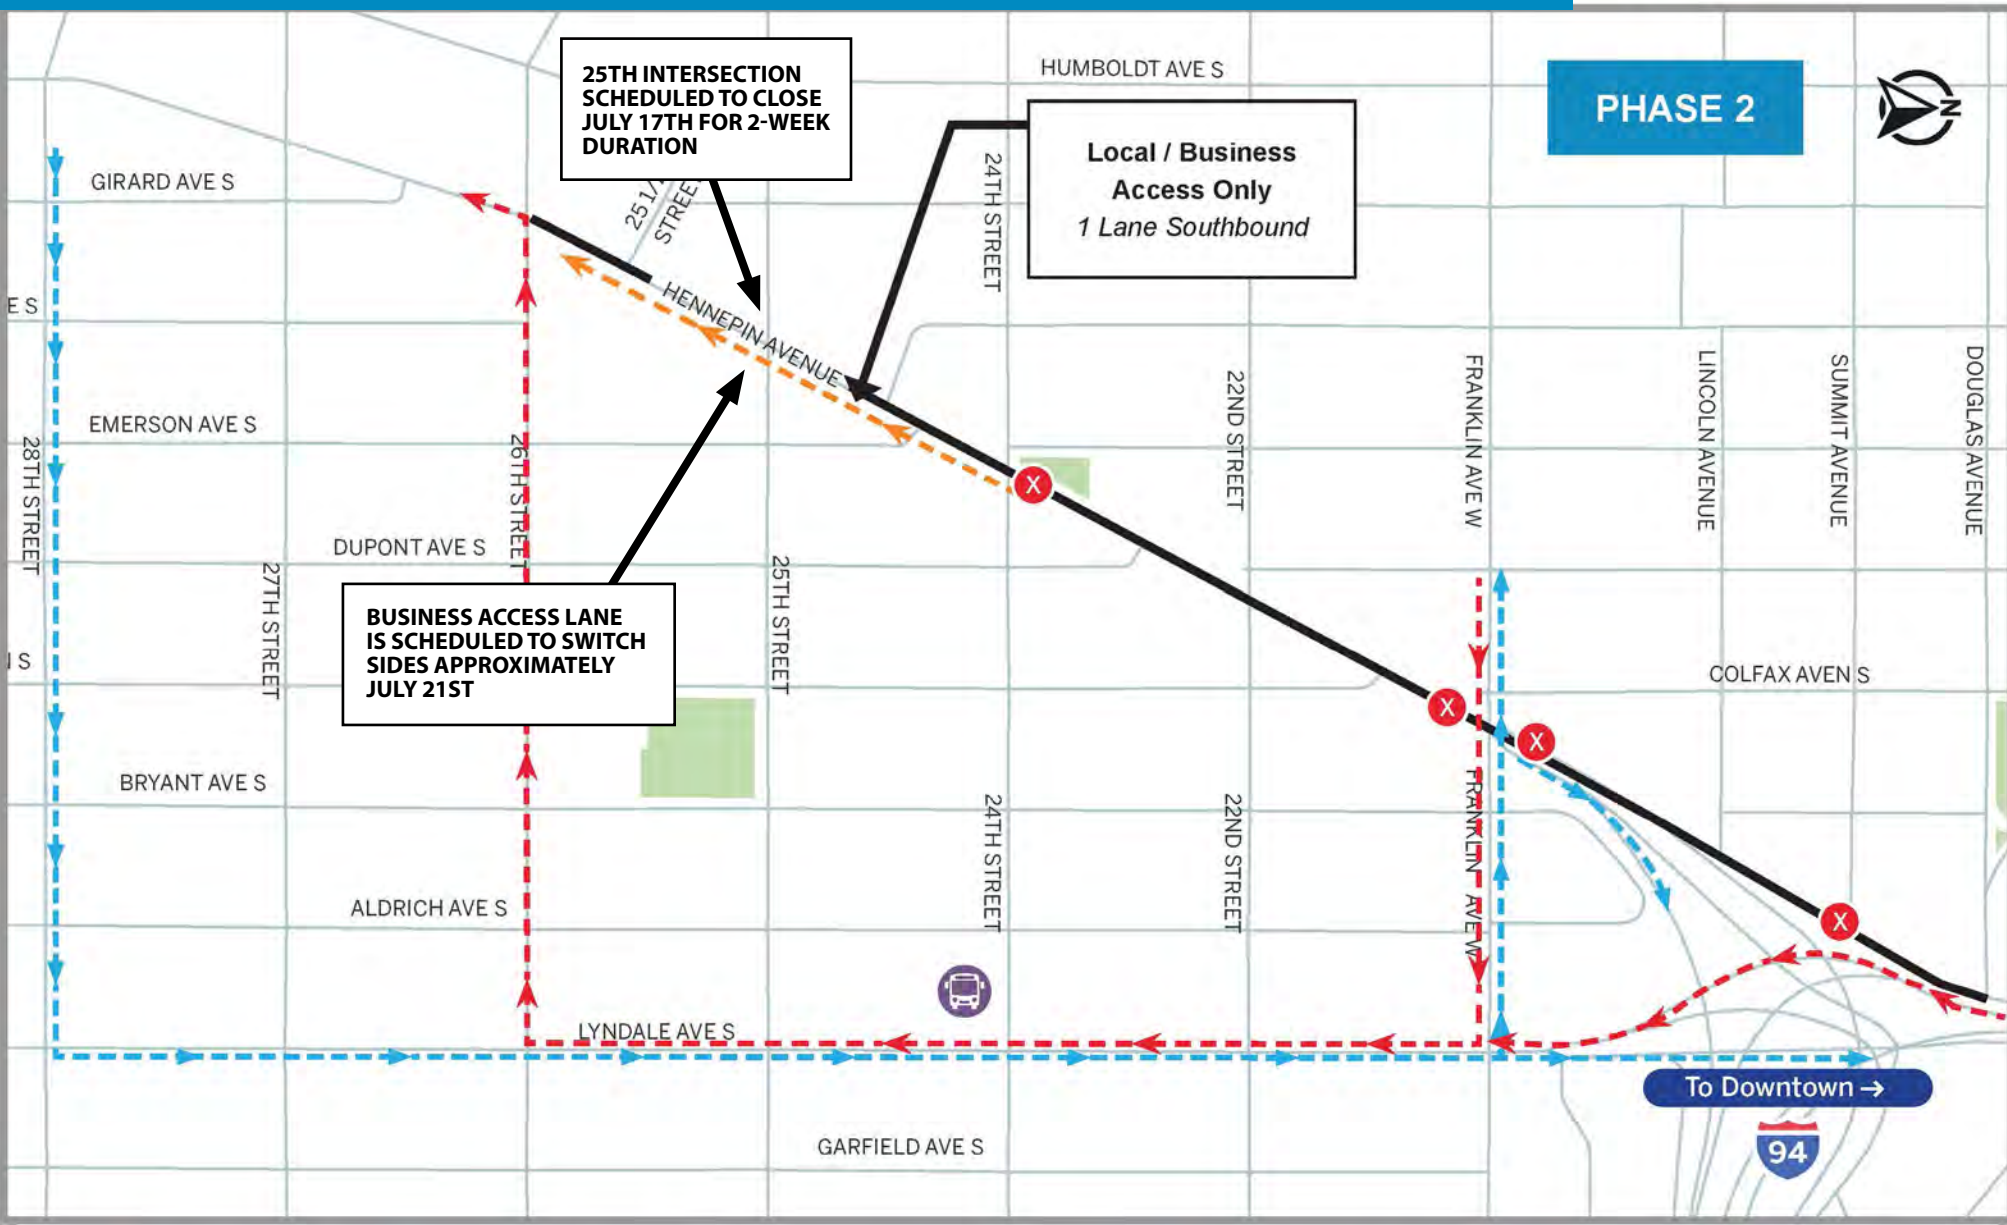 25TH INTERSECTION
SCHEDULED TO CLOSE
JULY 17TH FOR 2-WEEK
DURATION
HUMBOLDT AVE S
PHASE 2
N
Local / Business
Access Only
1 Lane Southbound
GIRARD AVE S
25 1/
STREET
24TH STREET
E S
HENNEPIN AVENUE
EMERSON AVE S
28TH STREET
26TH STREET
22ND STREET
FRANKLIN AVE W
LINCOLN AVENUE
SUMMIT AVENUE
DOUGLAS AVENUE
X
DUPONT AVE S
27TH STREET
25TH STREET
BUSINESS ACCESS LANE
IS SCHEDULED TO SWITCH
SIDES APPROXIMATELY
JULY 21ST
S
COLFAX AVEN S
X
X
BRYANT AVE S
24TH STREET
22ND STREET
FRANKLIN AVE W
ALDRICH AVE S
X
LYNDALE AVE S
To Downtown →
GARFIELD AVE S
94